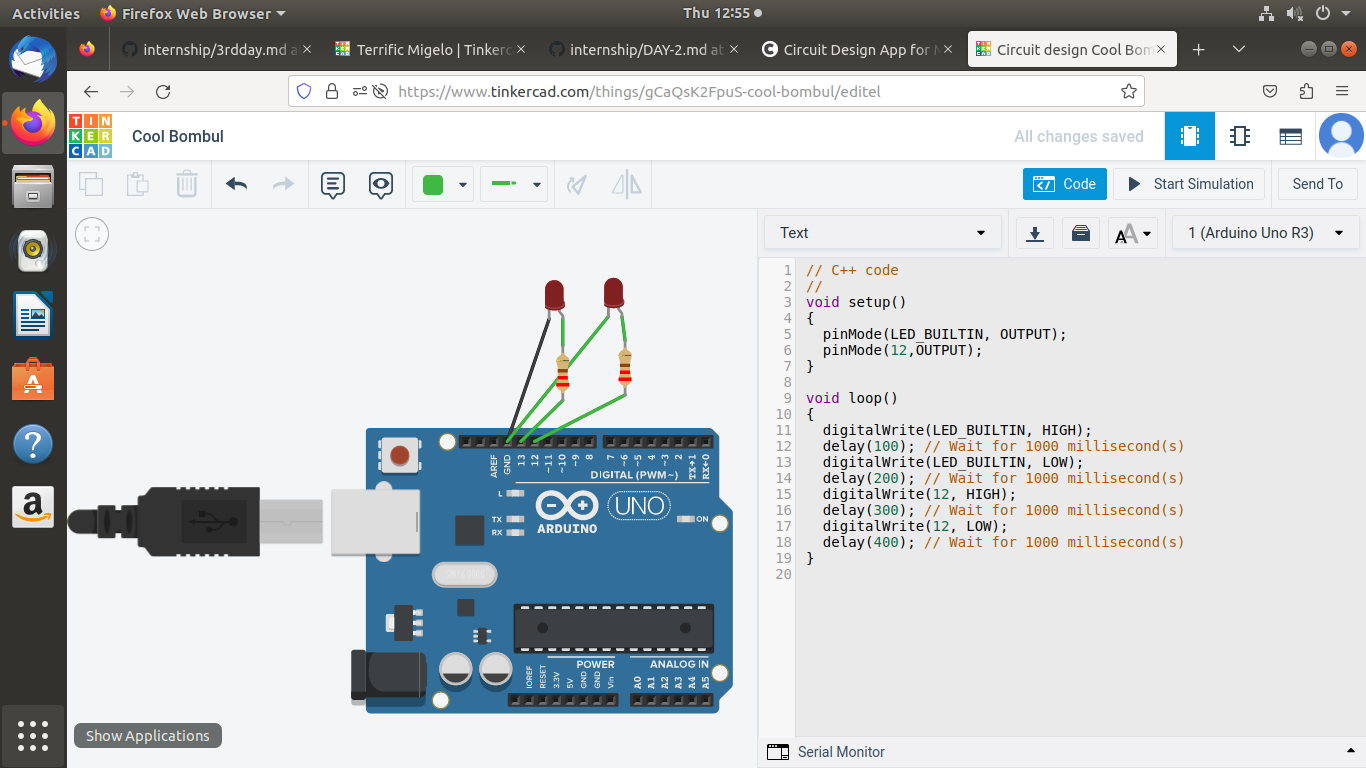 Activities
Firefox Web Browser
Thu 12:55
internship/3rdday.md a
Terrific Migelo | Tinkerc
internship/DAY-2.md at
Circuit Design App for M
Circuit design Cool Bom
https://www.tinkercad.com/things/gCaQsK2FpuS-cool-bombul/editel
TIN
KER
CAD
Cool Bombul
All changes saved
Code
Start Simulation
Send To
Text
1 (Arduino Uno R3)
1 // C++ code
2 //
3 void setup()
4 {
5 pinMode(LED_BUILTIN, OUTPUT);
6 pinMode(12,OUTPUT);
7 }
8
9 void loop()
10 {
11 digitalWrite(LED_BUILTIN, HIGH);
12 delay(100); // Wait for 1000 millisecond(s)
13 digitalWrite(LED_BUILTIN, LOW);
14 delay(200); // Wait for 1000 millisecond(s)
15 digitalWrite(12, HIGH);
16 delay(300); // Wait for 1000 millisecond(s)
17 digitalWrite(12, LOW);
18 delay(400); // Wait for 1000 millisecond(s)
19 }
20
AREF GND 13 12 ~11 ~10 ~9 8 7 ~6 ~5 4 ~3 2 TX→1 RX←0
DIGITAL (PWM~)
L
TX
RX
ARDUINO
UNO
ON
POWER
ANALOG IN
IOREF RESET 3.3V 5V GND GND Vin A0 A1 A2 A3 A4 A5
Show Applications
Serial Monitor